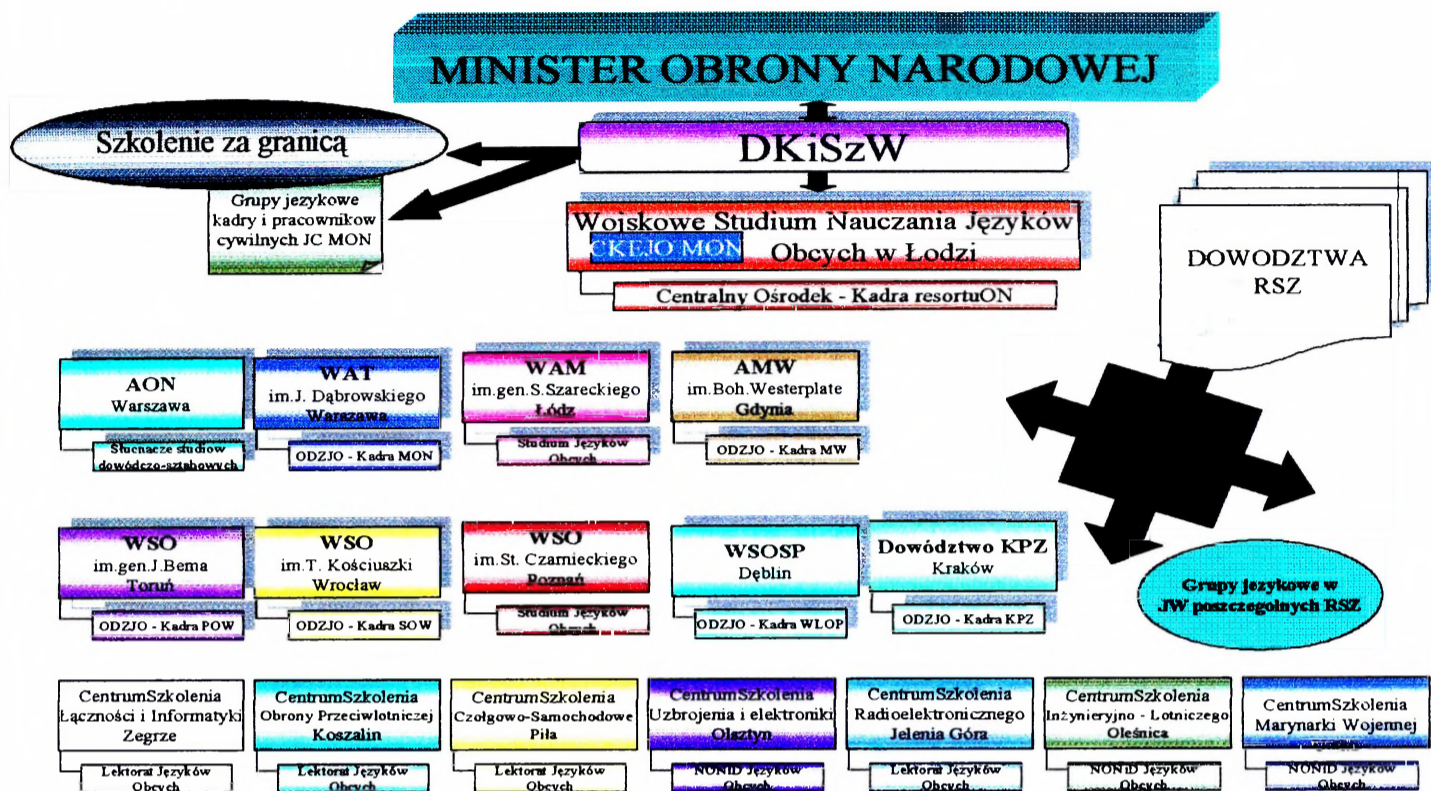 MINISTER OBRONY NARODOWEJ
Szkolenie za granicą
DKiSzW
Grupy jezykowe
kadry i pracownikow
cywilnych JC MON
Wojskowe Studium Nauczania Języków
CKEJO MON Obcych w Łodzi
Centralny Ośrodek - Kadra resortuON
DOWODZTWA
RSZ
AON
Warszawa
Słuchacze studiow
dowódczo-sztabowych
WAT
im.J. Dąbrowskiego
Warszawa
ODZJO - Kadra MON
WAM
im.gen.S.Szareckiego
Łódz
Studium Języków
Obcych
AMW
im.Boh.Westerplate
Gdynia
ODZJO - Kadra MW
WSO
im.gen.J.Bema
Toruń
ODZJO - Kadra POW
WSO
im.T. Kościuszki
Wrocław
ODZJO - Kadra SOW
WSO
im.St. Czarnieckiego
Poznań
Studium Języków
Obcych
WSOSP
Dęblin
ODZJO - Kadra WLOP
Dowództwo KPZ
Kraków
ODZJO - Kadra KPZ
Grupy jezykowe w
JW poszczegolnych RSZ
CentrumSzkolenia
Łączności i Informatyki
Zegrze
Lektorat Języków
Obcych
CentrumSzkolenia
Obrony Przeciwlotniczej
Koszalin
Lektorat Języków
Obcych
CentrumSzkolenia
Czołgowo-Samochodowe
Piła
Lektorat Języków
Obcych
CentrumSzkolenia
Uzbrojenia i elektroniki
Olsztyn
NONiD Języków
Obcych
CentrumSzkolenia
Radioelektronicznego
Jelenia Góra
Lektorat Języków
Obcych
CentrumSzkolenia
Inżynieryjno - Lotniczego
Oleśnica
NONiD Języków
Obcych
CentrumSzkolenia
Marynarki Wojennej
NONiD Języków
Obcych